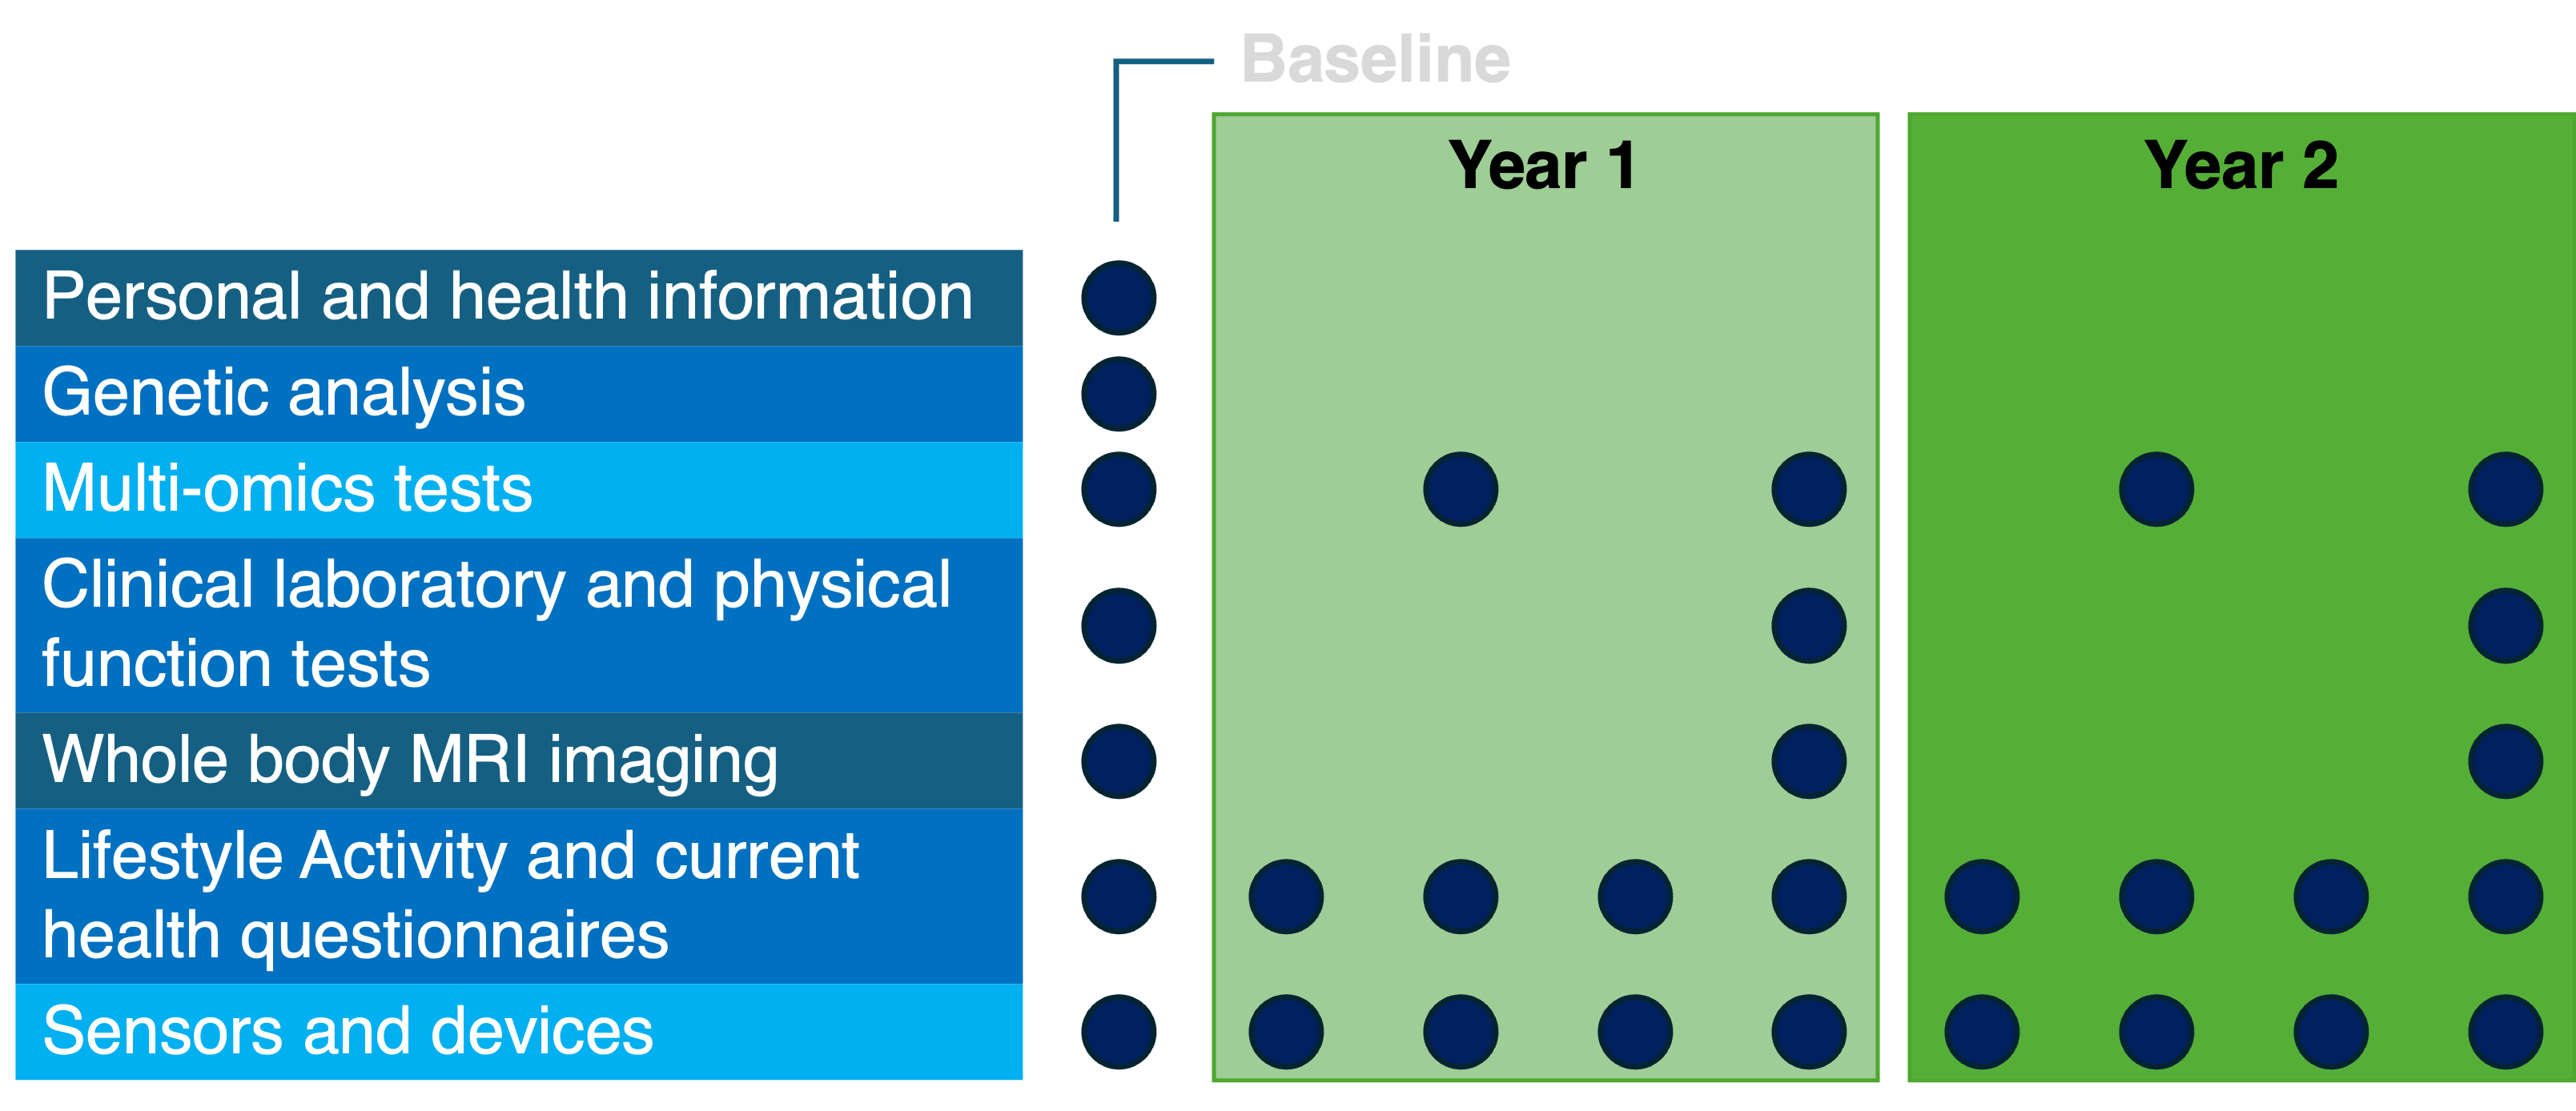 Baseline
Year 1
Year 2
Personal and health information
Genetic analysis
Multi-omics tests
Clinical laboratory and physical
function tests
Whole body MRI imaging
Lifestyle Activity and current
health questionnaires
Sensors and devices